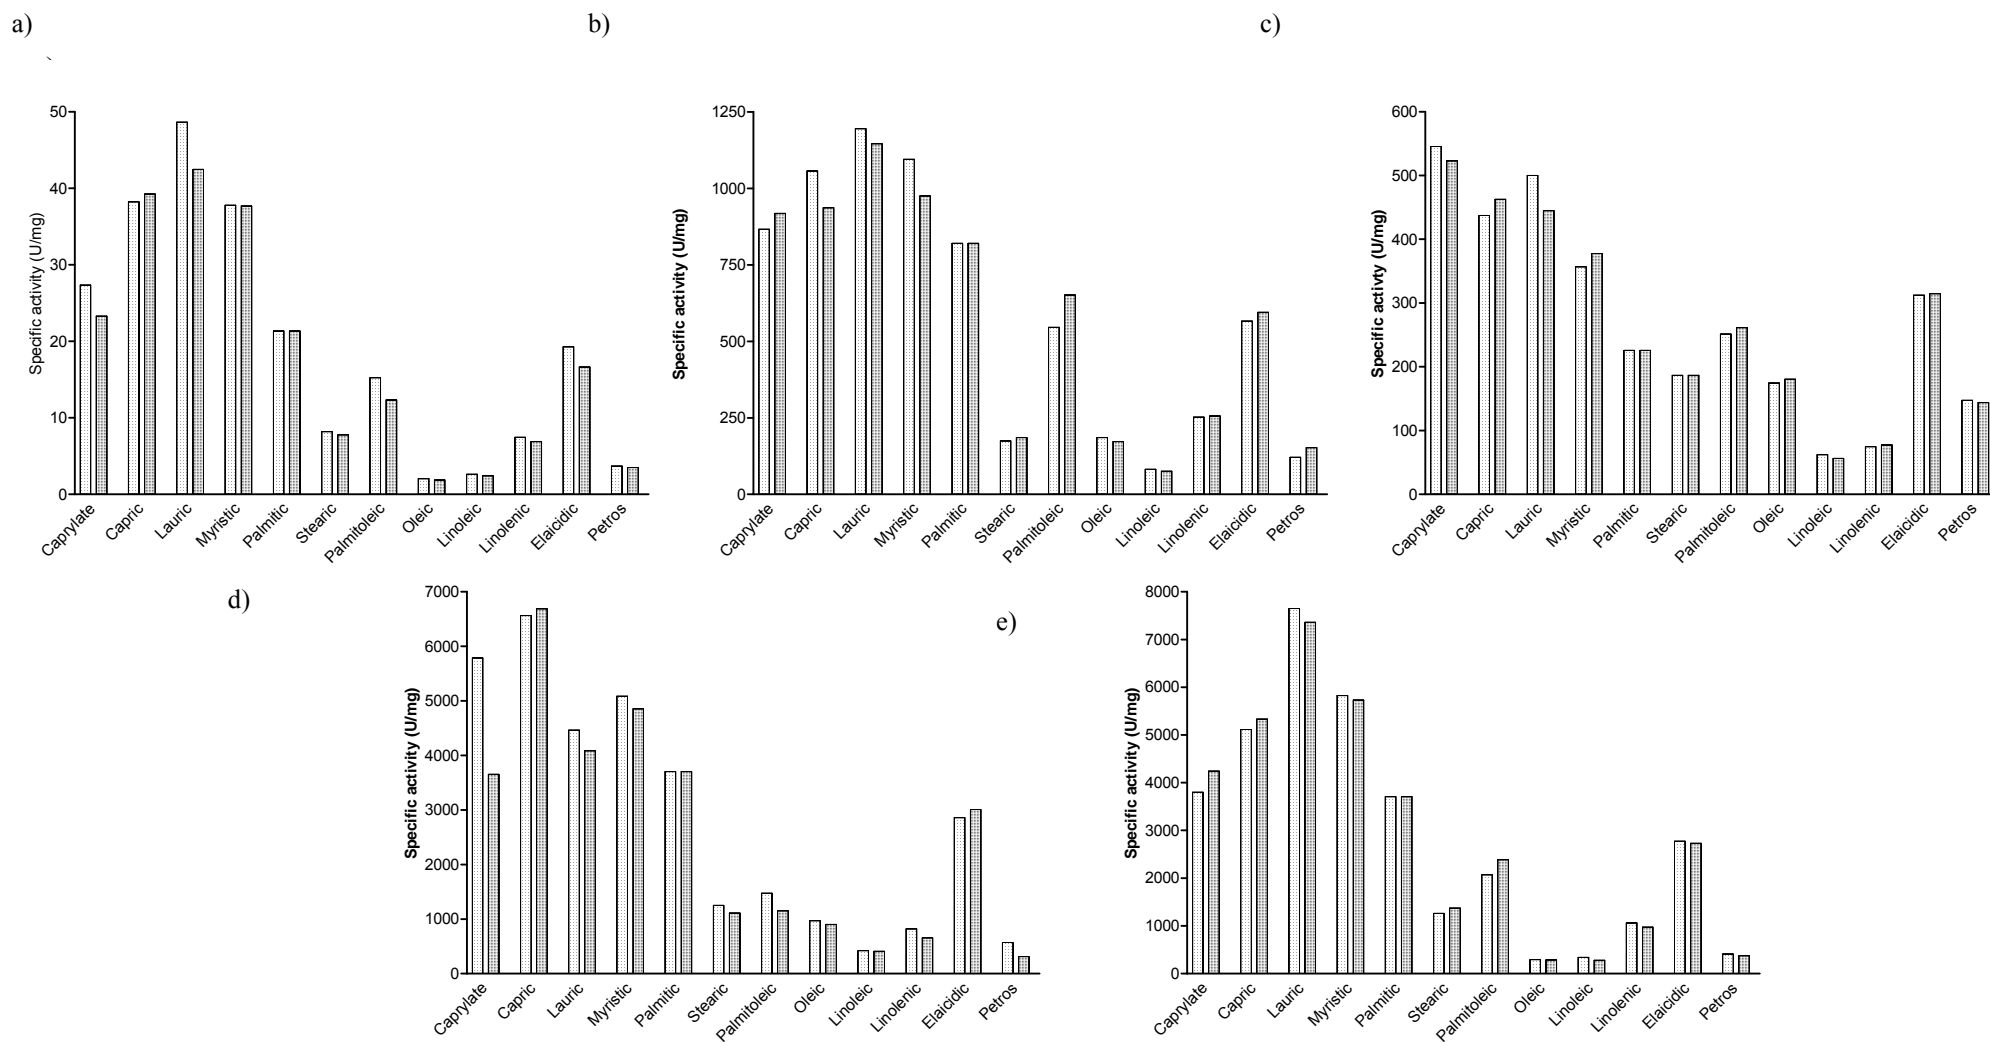 a)
b)
c)
`
50
40
30
20
10
0
Specific activity (U/mg)
Caprylate
Capric
Lauric
Myristic
Palmitic
Stearic
Palmitoleic
Oleic
Linoleic
Linolenic
Elaicidic
Petros
1250
1000
750
500
250
0
Specific activity (U/mg)
Caprylate
Capric
Lauric
Myristic
Palmitic
Stearic
Palmitoleic
Oleic
Linoleic
Linolenic
Elaicidic
Petros
600
500
400
300
200
100
0
Specific activty (U/mg)
Caprylate
Capric
Lauric
Myristic
Palmitic
Stearic
Palmitoleic
Oleic
Linoleic
Linolenic
Elaicidic
Petros
d)
7000
6000
5000
4000
3000
2000
1000
0
Specific activity (U/mg)
Caprylate
Capric
Lauric
Myristic
Palmitic
Stearic
Palmitoleic
Oleic
Linoleic
Linolenic
Elaicidic
Petros
e)
8000
7000
6000
5000
4000
3000
2000
1000
0
Specific activity (U/mg)
Caprylate
Capric
Lauric
Myristic
Palmitic
Stearic
Palmitoleic
Oleic
Linoleic
Linolenic
Elaicidic
Petros